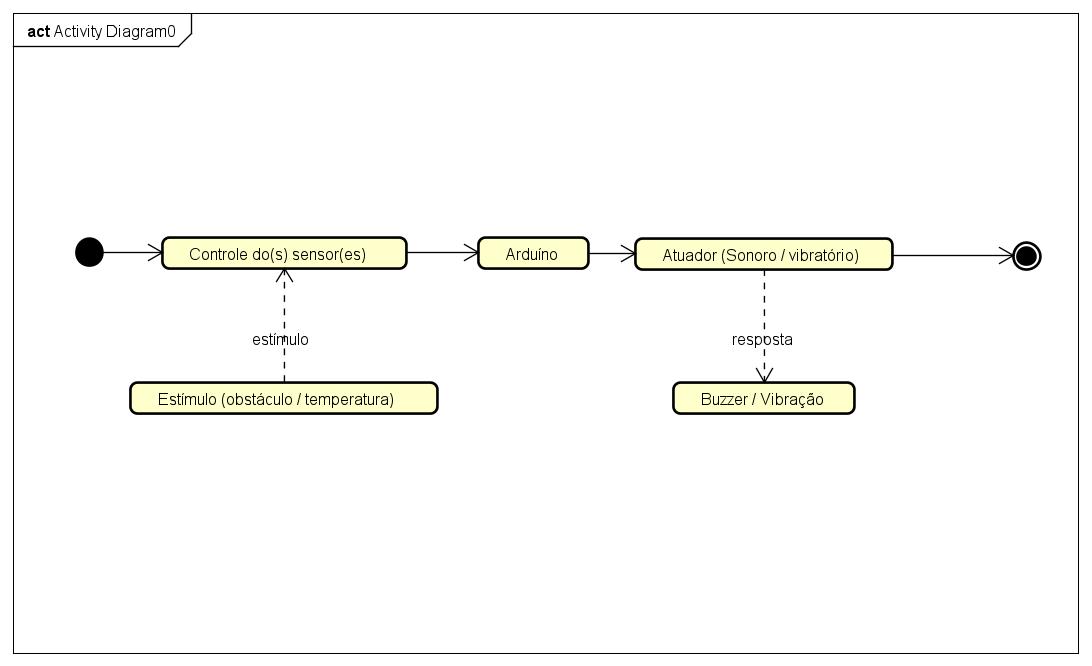 act Activity Diagram0
Controle do(s) sensor(es)
Arduíno
Atuador (Sonoro / vibratório)
estímulo
resposta
Estímulo (obstáculo / temperatura)
Buzzer / Vibração